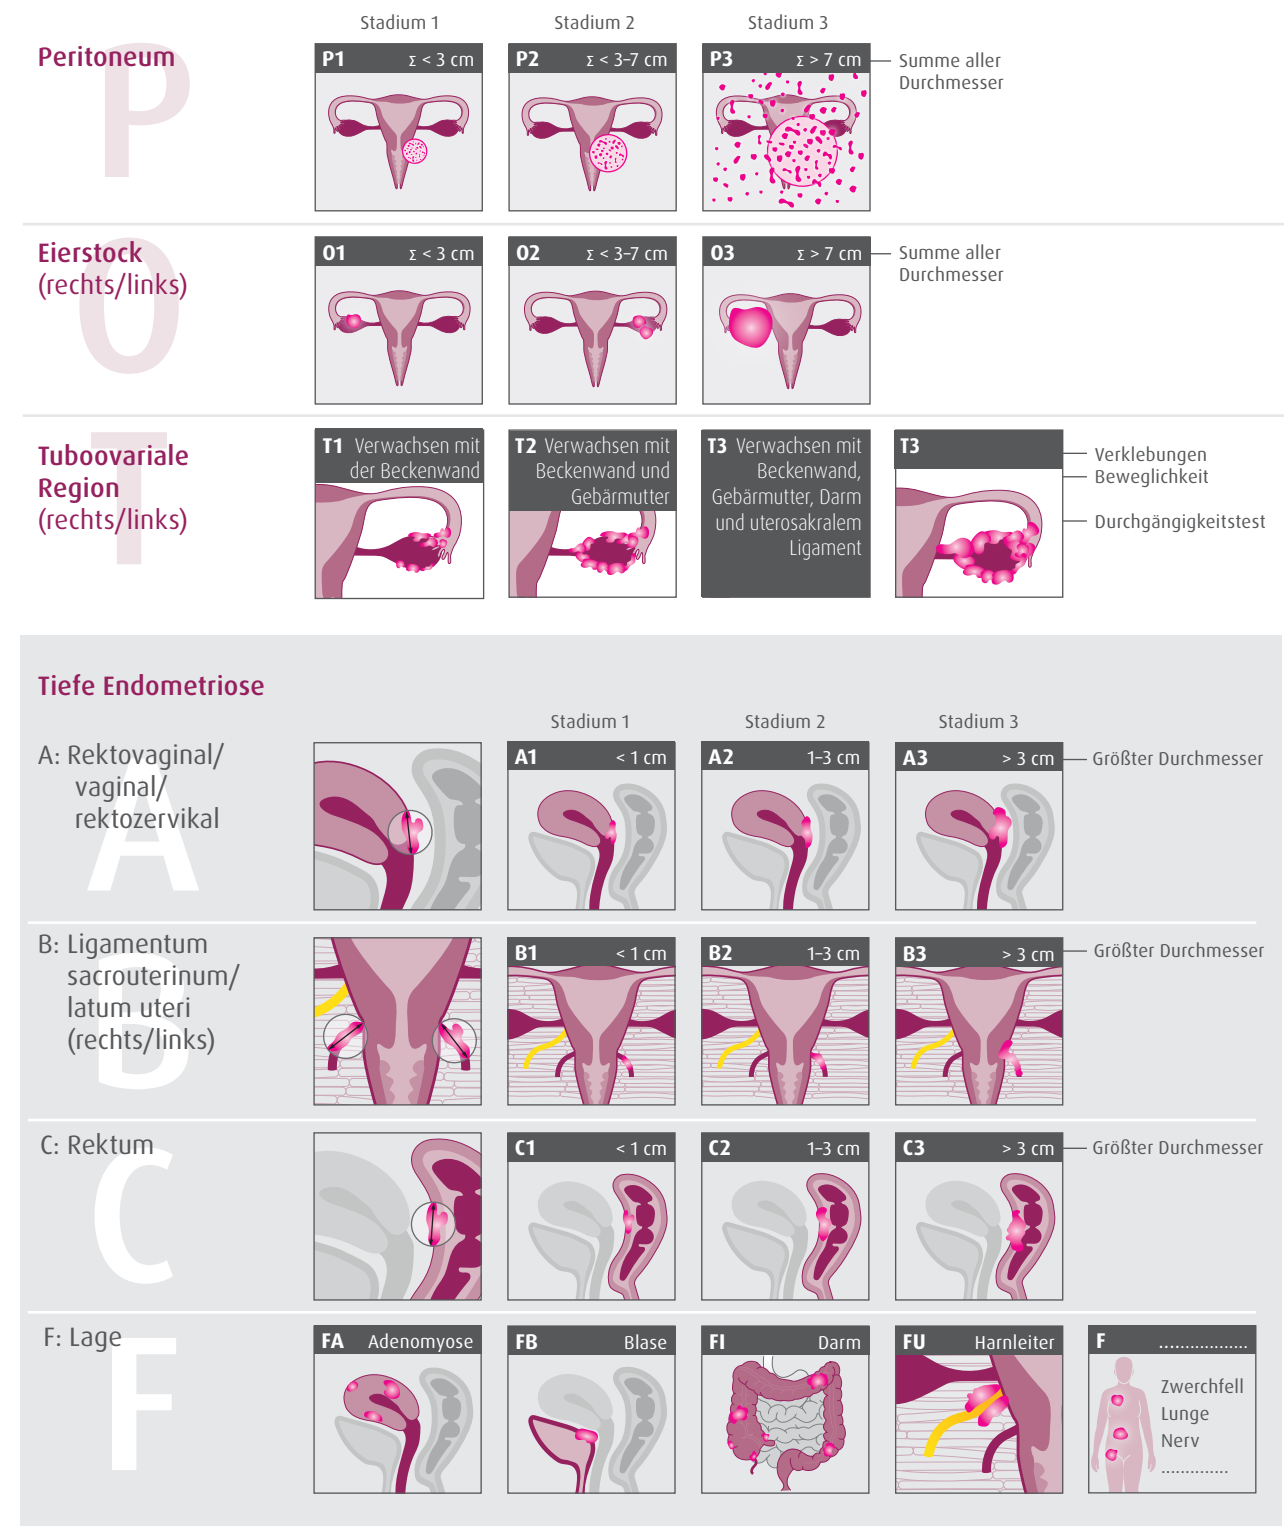 Stadium 1
Stadium 2
Stadium 3
P
Peritoneum
P1 Σ < 3 cm
P2 Σ < 3–7 cm
P3 Σ > 7 cm
Summe aller
Durchmesser
O
Eierstock
(rechts/links)
O1 Σ < 3 cm
O2 Σ < 3–7 cm
O3 Σ > 7 cm
Summe aller
Durchmesser
T
Tuboovariale
Region
(rechts/links)
T1 Verwachsen mit
der Beckenwand
T2 Verwachsen mit
Beckenwand und
Gebärmutter
T3 Verwachsen mit
Beckenwand,
Gebärmutter, Darm
und uterosakralem
Ligament
T3
Verklebungen
Beweglichkeit
Durchgängigkeitstest
Tiefe Endometriose
Stadium 1
Stadium 2
Stadium 3
A
A: Rektovaginal/
vaginal/
rektozervikal
A1 < 1 cm
A2 1–3 cm
A3 > 3 cm
Größter Durchmesser
B
B: Ligamentum
sacrouterinum/
latum uteri
(rechts/links)
B1 < 1 cm
B2 1–3 cm
B3 > 3 cm
Größter Durchmesser
C
C: Rektum
C1 < 1 cm
C2 1–3 cm
C3 > 3 cm
Größter Durchmesser
F
F: Lage
FA Adenomyose
FB Blase
FI Darm
FU Harnleiter
F ..................
Zwerchfell
Lunge
Nerv
..............